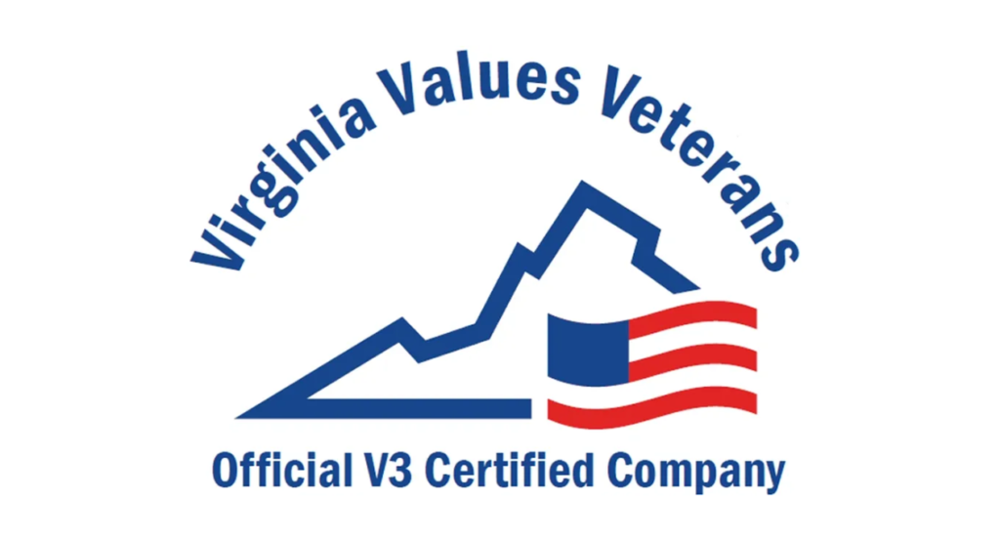 Virginia Values Veterans
Official V3 Certified Company